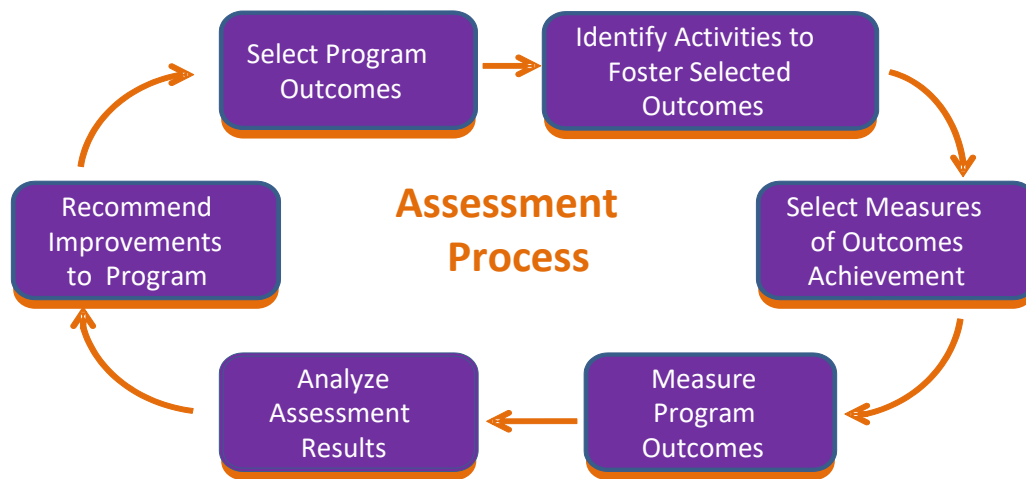 Select Program
Outcomes
Identify Activities to
Foster Selected
Outcomes
Select Measures
of Outcomes
Achievement
Measure
Program
Outcomes
Analyze
Assessment
Results
Recommend
Improvements
to Program
Assessment
Process